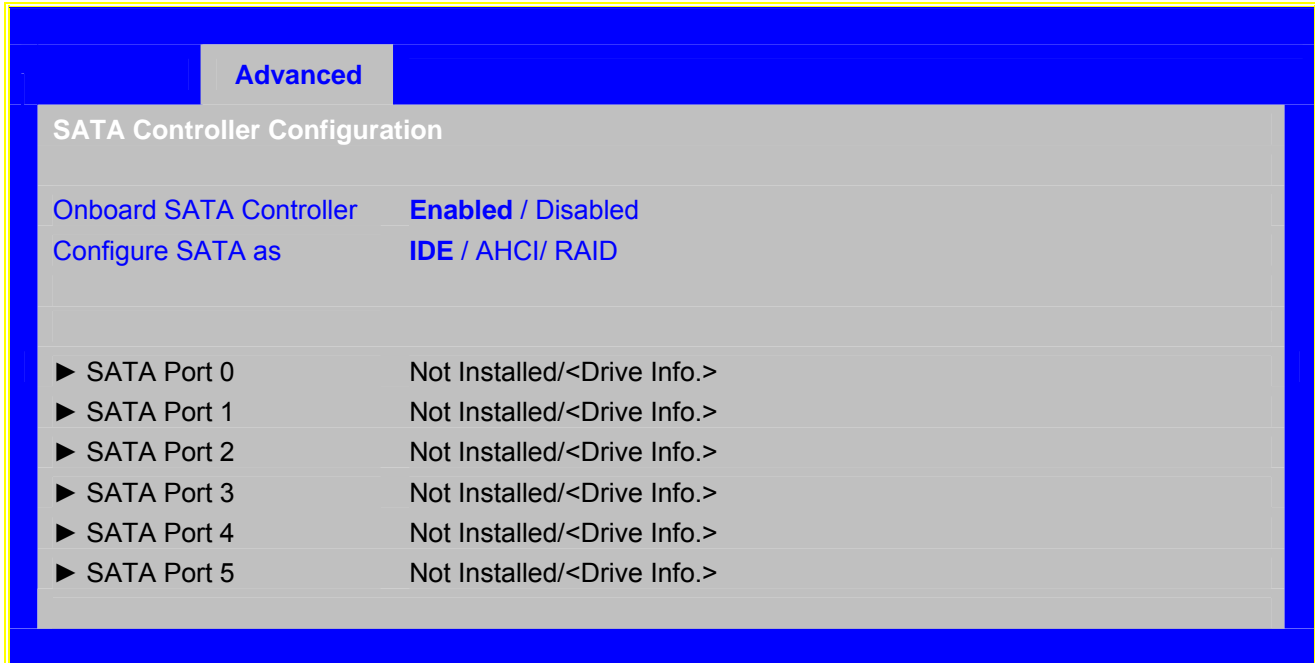 Advanced
SATA Controller Configuration
Onboard SATA Controller Enabled / Disabled
Configure SATA as IDE / AHCI/ RAID
► SATA Port 0 Not Installed/<Drive Info.>
► SATA Port 1 Not Installed/<Drive Info.>
► SATA Port 2 Not Installed/<Drive Info.>
► SATA Port 3 Not Installed/<Drive Info.>
► SATA Port 4 Not Installed/<Drive Info.>
► SATA Port 5 Not Installed/<Drive Info.>